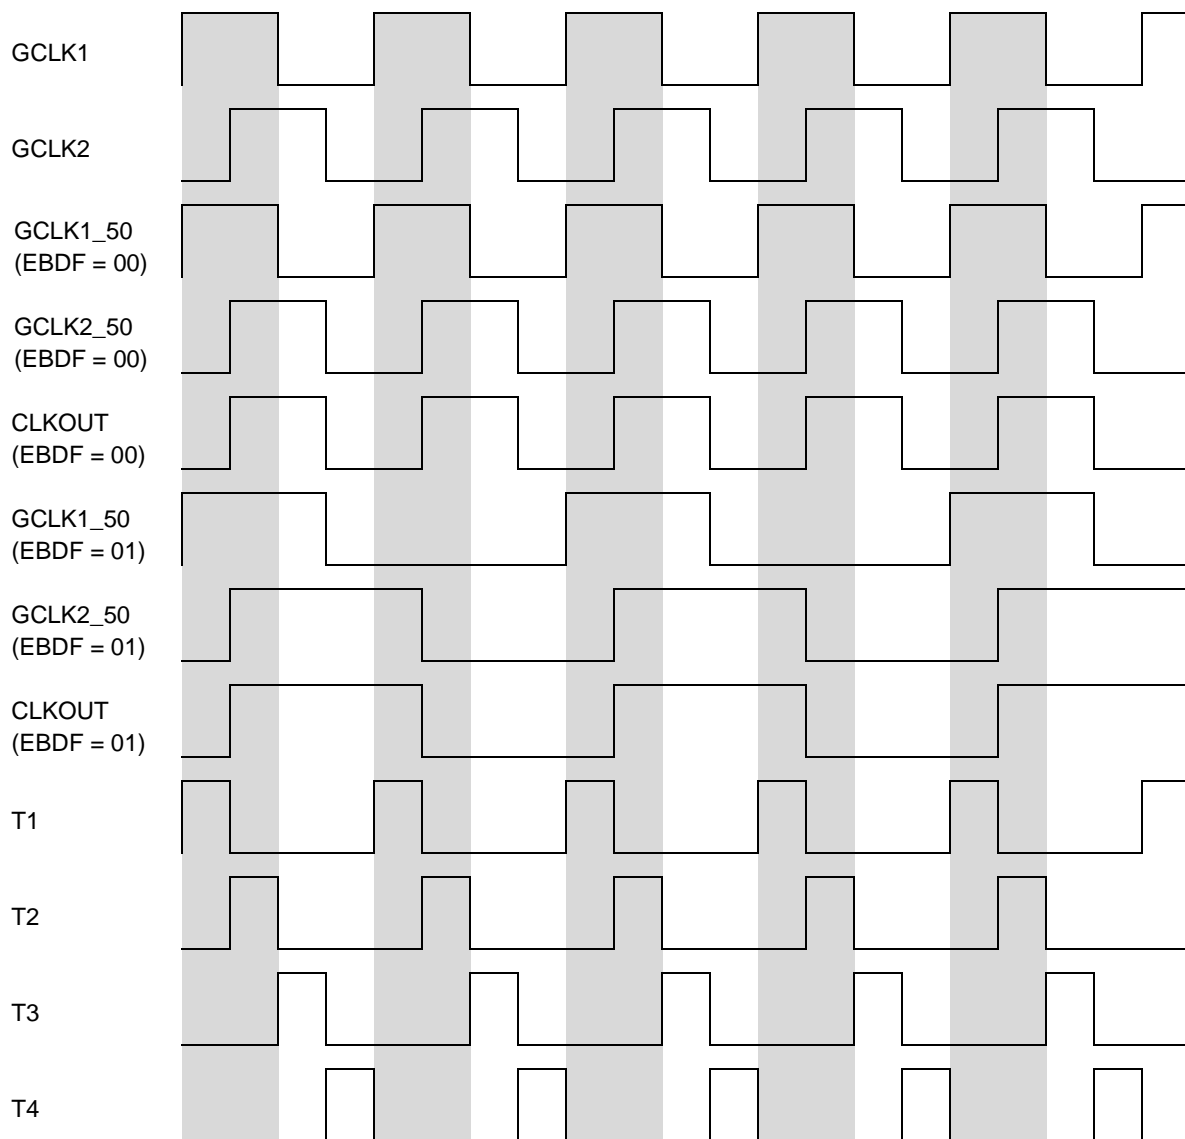 GCLK1
GCLK2
GCLK1_50
(EBDF = 00)
GCLK2_50
(EBDF = 00)
CLKOUT
(EBDF = 00)
GCLK1_50
(EBDF = 01)
GCLK2_50
(EBDF = 01)
CLKOUT
(EBDF = 01)
T1
T2
T3
T4